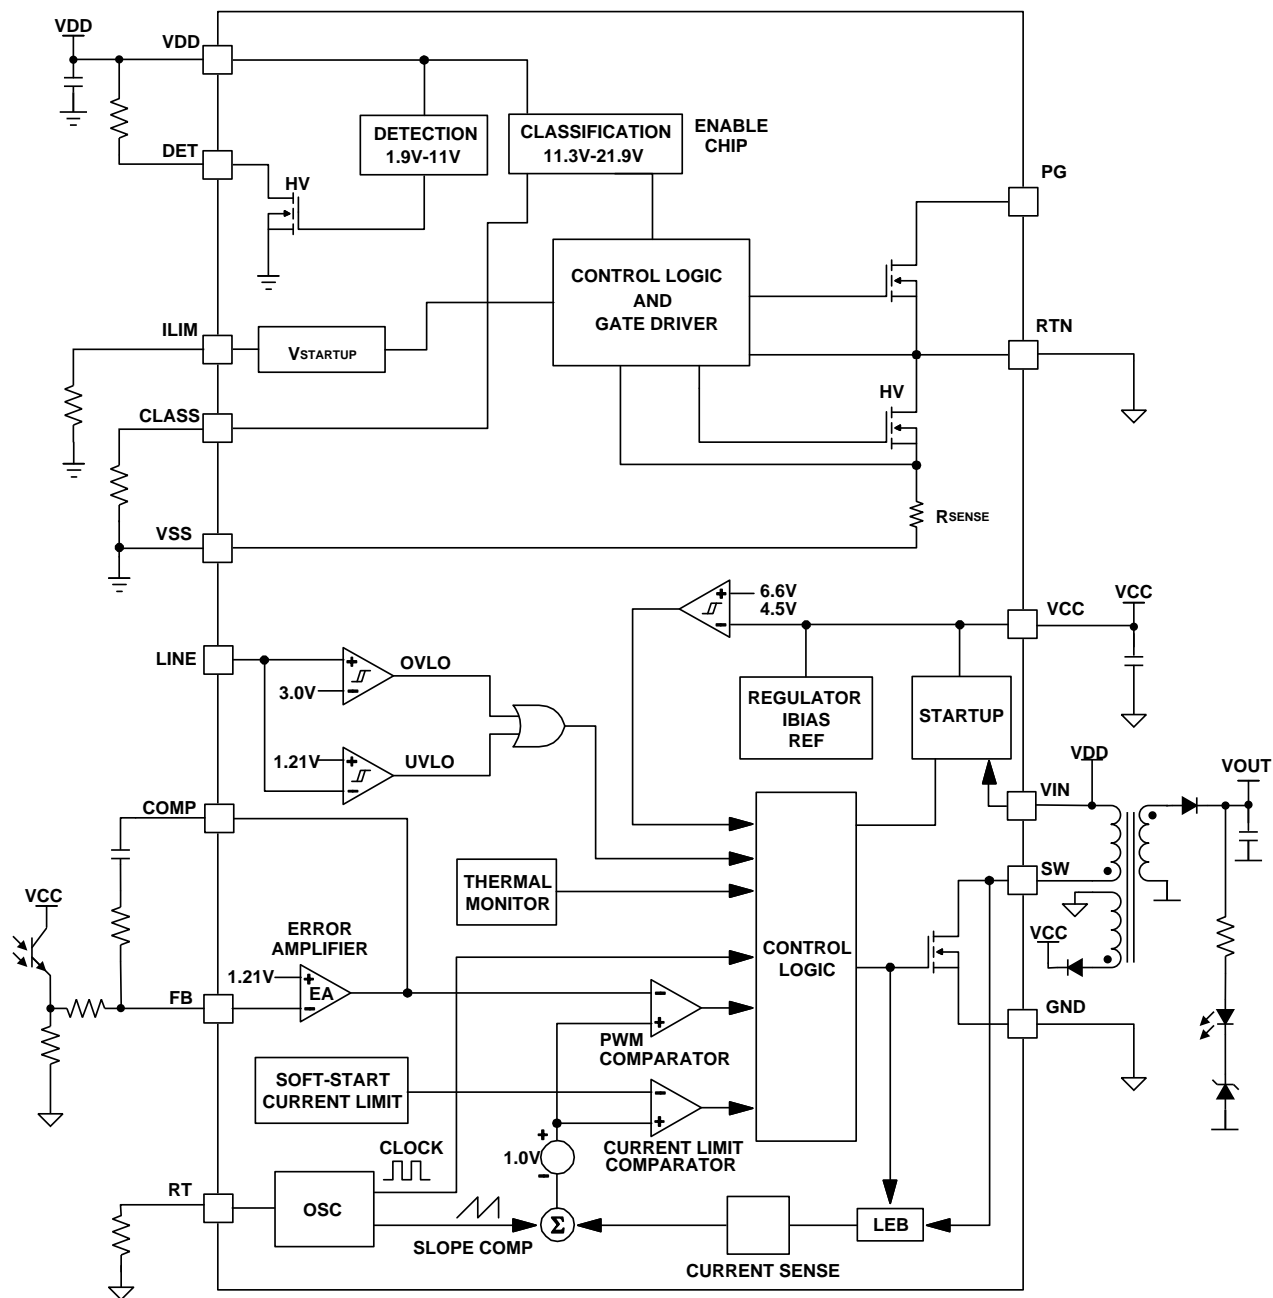 VDD
VDD
DETECTION
1.9V-11V
CLASSIFICATION
11.3V-21.9V
ENABLE
CHIP
DET
HV
PG
CONTROL LOGIC
AND
GATE DRIVER
ILIM
VSTARTUP
RTN
HV
CLASS
RSENSE
VSS
+
6.6V
4.5V
−
VCC
VCC
LINE
+
3.0V
−
OVLO
REGULATOR
IBIAS
REF
STARTUP
1.21V
+
−
UVLO
VDD
VOUT
VIN
COMP
SW
THERMAL
MONITOR
VCC
ERROR
AMPLIFIER
CONTROL
LOGIC
VCC
1.21V
+
EA
−
FB
GND
−
+
PWM
COMPARATOR
SOFT-START
CURRENT LIMIT
−
+
CURRENT LIMIT
COMPARATOR
CLOCK
+
1.0V
−
RT
OSC
SLOPE COMP
Σ
LEB
CURRENT SENSE